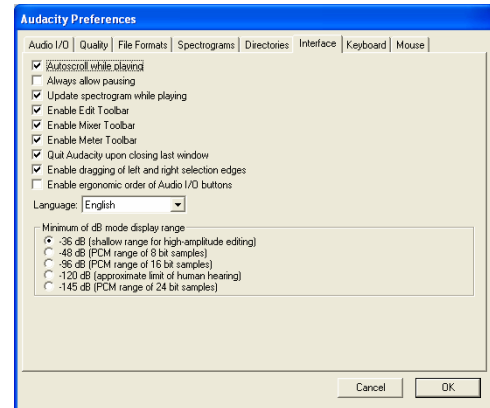 Audacity Preferences
Audio I/O Quality File Formats Spectrograms Directories Interface Keyboard Mouse
Autoscroll while playing
Always allow pausing
Update spectrogram while playing
Enable Edit Toolbar
Enable Mixer Toolbar
Enable Meter Toolbar
Quit Audacity upon closing last window
Enable dragging of left and right selection edges
Enable ergonomic order of Audio I/O buttons
Language: English
Minimum of dB mode display range
-36 dB (shallow range for high-amplitude editing)
-48 dB (PCM range of 8 bit samples)
-96 dB (PCM range of 16 bit samples)
-120 dB (approximate limit of human hearing)
-145 dB (PCM range of 24 bit samples)
Cancel OK